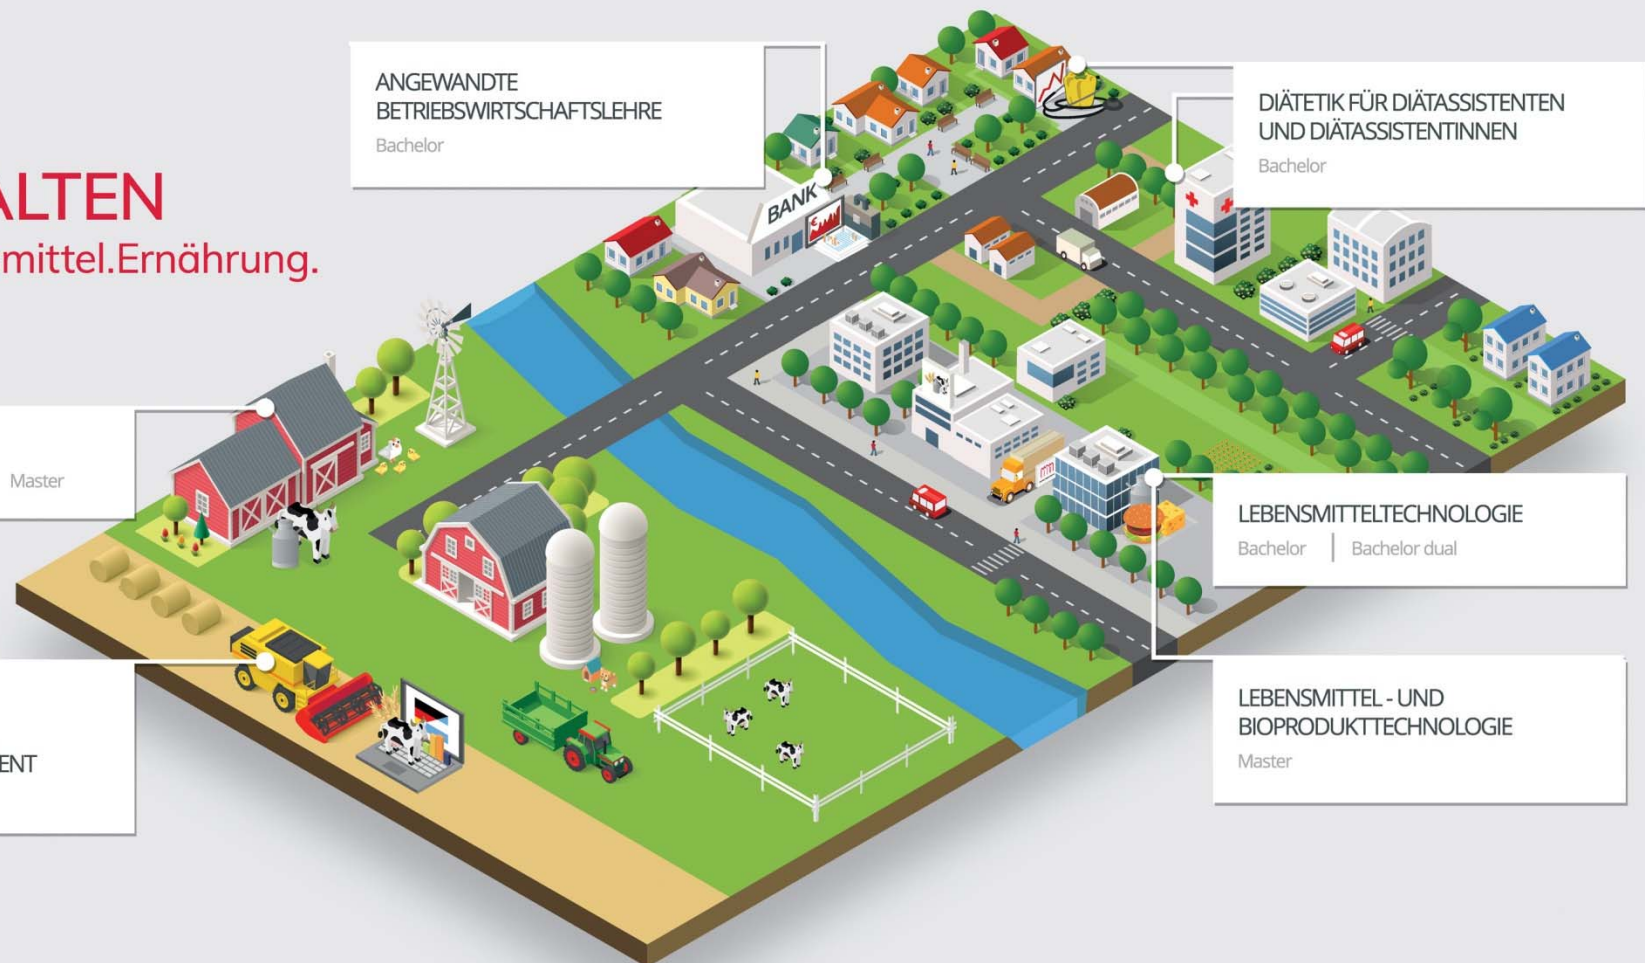 ALTEN
mittel.Ernährung.
ANGEWANDTE
BETRIEBSWIRTSCHAFTSLEHRE
Bachelor
DIÄTETIK FÜR DIÄTASSISTENTEN
UND DIÄTASSISTENTINNEN
Bachelor
BANK
Master
LEBENSMITTELTECHNOLOGIE
Bachelor | Bachelor dual
ENT
LEBENSMITTEL - UND
BIOPRODUKTTECHNOLOGIE
Master